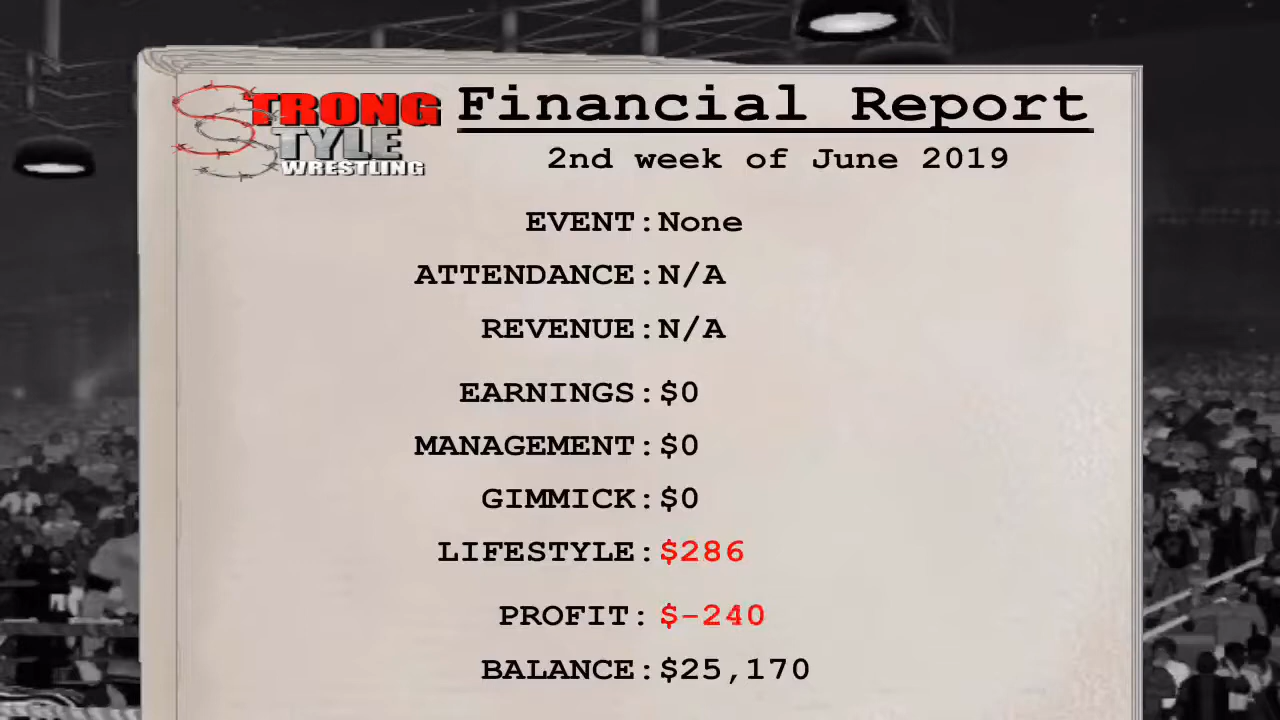 STRONG
STYLE
WRESTLING
Financial Report
2nd week of June 2019
EVENT:None
ATTENDANCE:N/A
REVENUE:N/A
EARNINGS:$0
MANAGEMENT:$0
GIMMICK:$0
LIFESTYLE:$286
PROFIT:$-240
BALANCE:$25,170